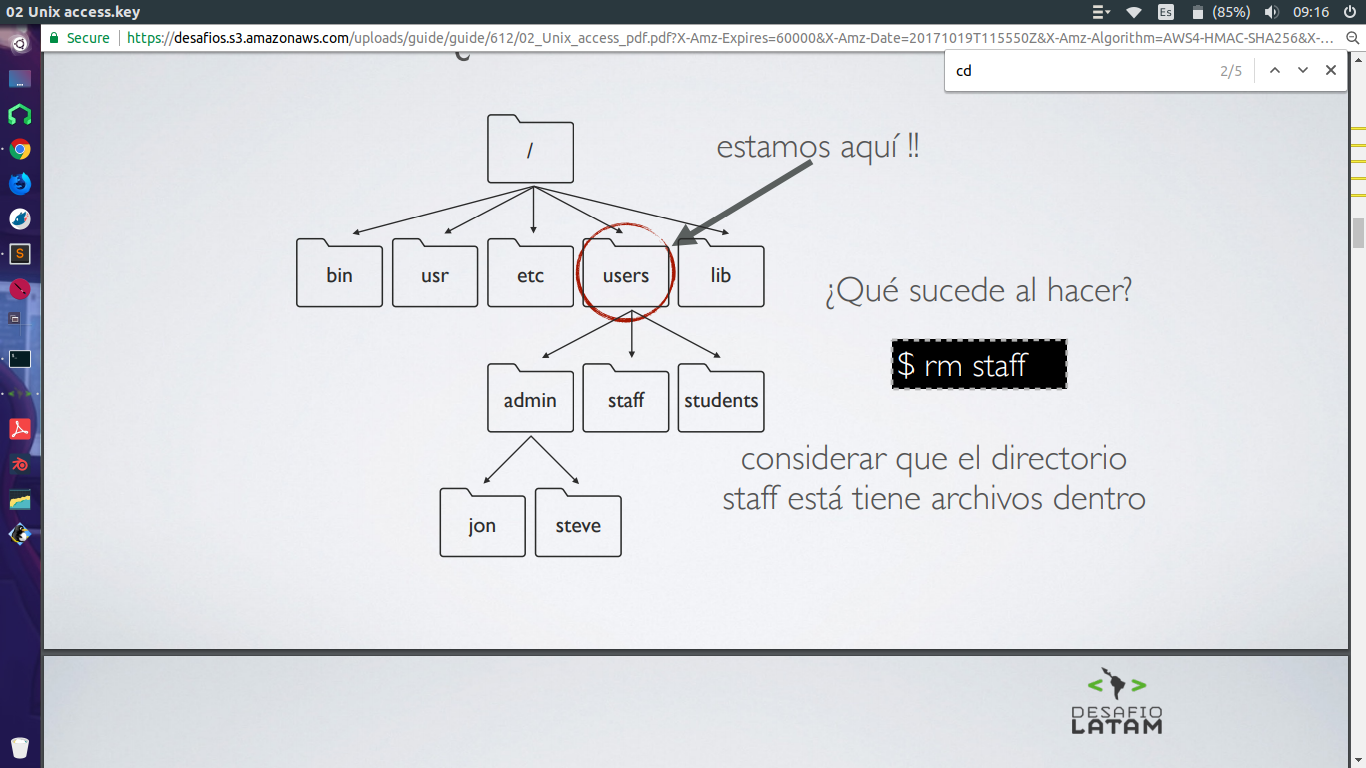 02 Unix access.key
Es
(85%)
09:16
Secure
https://desafios.s3.amazonaws.com/uploads/guide/guide/612/02_Unix_access_pdf.pdf?X-Amz-Expires=60000&X-Amz-Date=20171019T115550Z&X-Amz-Algorithm=AWS4-HMAC-SHA256&X-...
cd
2/5
/
estamos aquí !!
bin
usr
etc
users
lib
¿Qué sucede al hacer?
$ rm staff
admin
staff
students
considerar que el directorio
staff está tiene archivos dentro
jon
steve
DESAFIO
LATAM